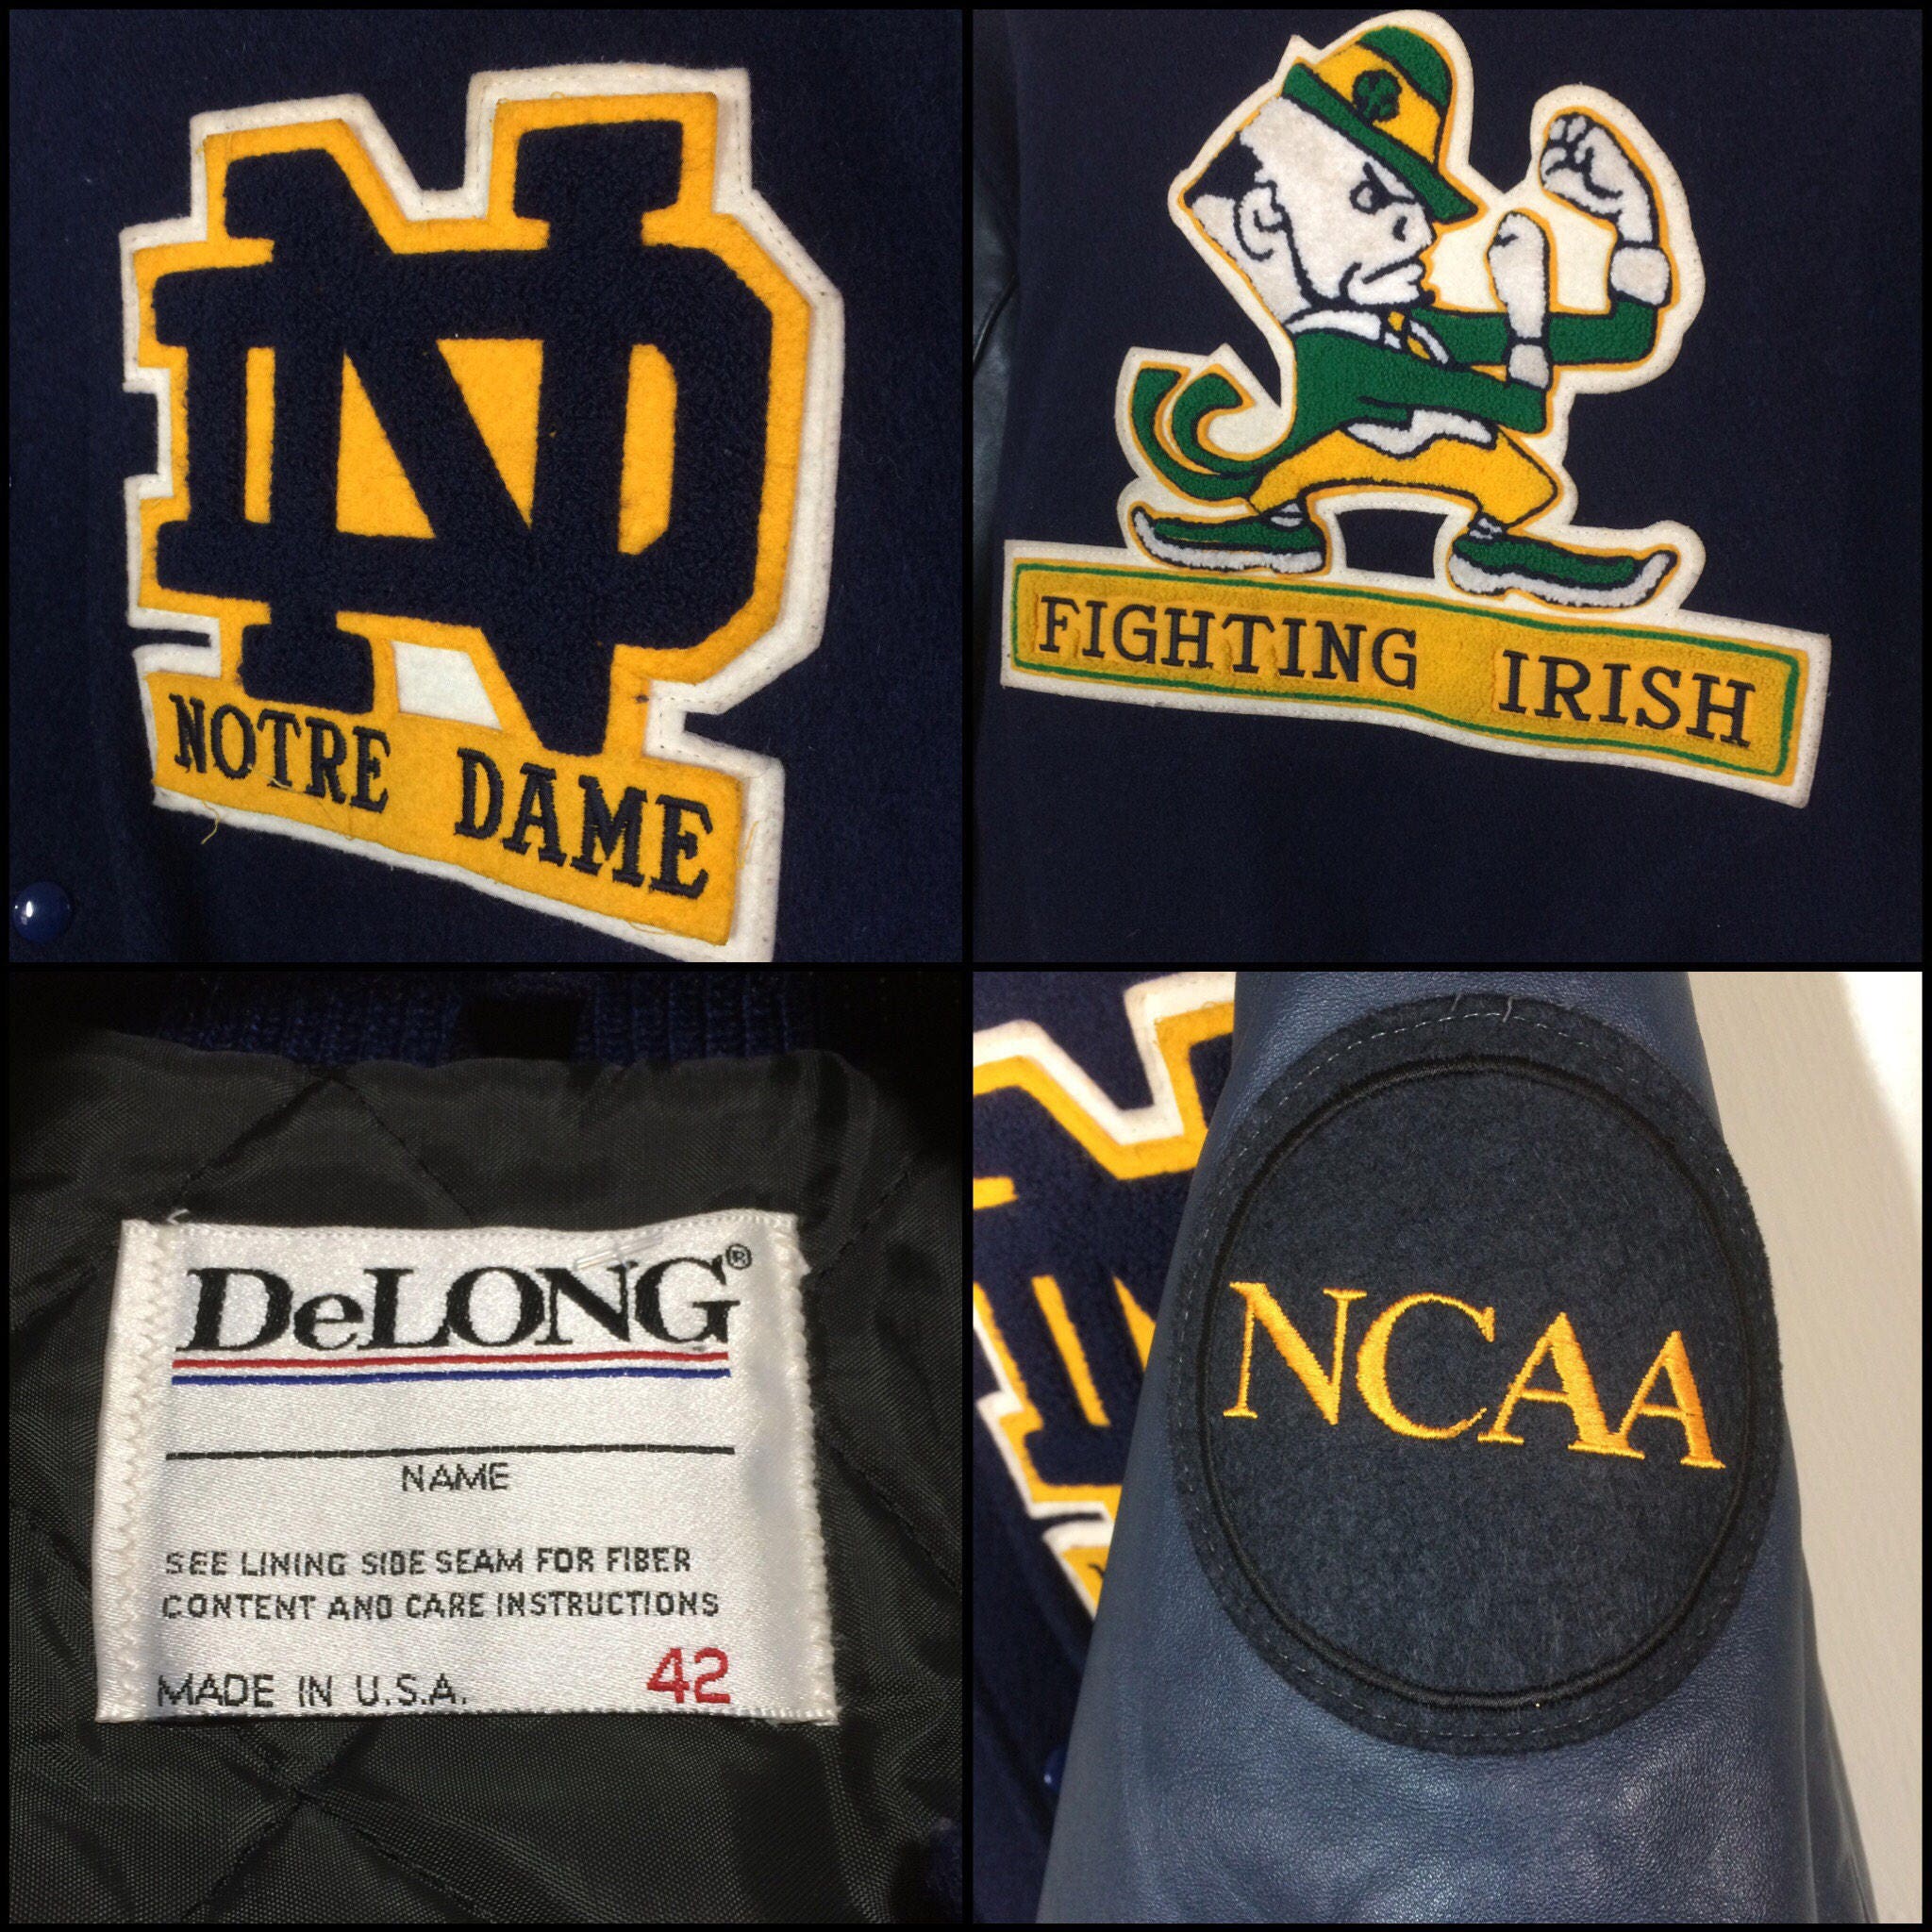 ND
NOTRE DAME
FIGHTING IRISH
DeLONG®
NAME
SEE LINING SIDE SEAM FOR FIBER
CONTENT AND CARE INSTRUCTIONS
MADE IN U.S.A. 42
NCAA